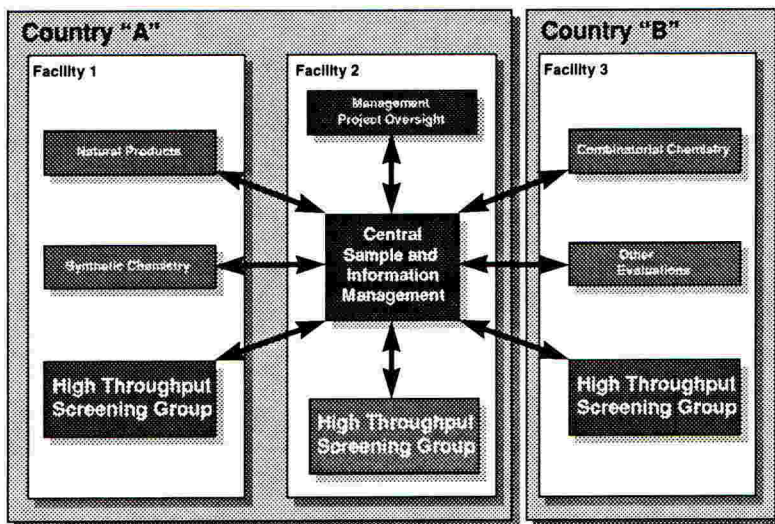 Country "A"
Facility 1
Natural Products
Synthetic Chemistry
High Throughput
Screening Group
Facility 2
Management
Project Oversight
Central
Sample and
Information
Management
High Throughput
Screening Group
Country "B"
Facility 3
Combinatorial Chemistry
Other
Evaluations
High Throughput
Screening Group